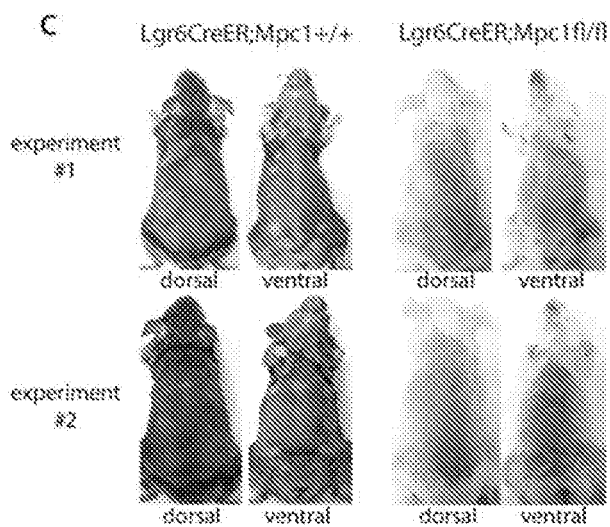 C
Lgr6CreER;Mpc1+/+ Lgr6CreER;Mpc1fl/fl
experiment
#1
dorsal ventral dorsal ventral
experiment
#2
dorsal ventral dorsal ventral